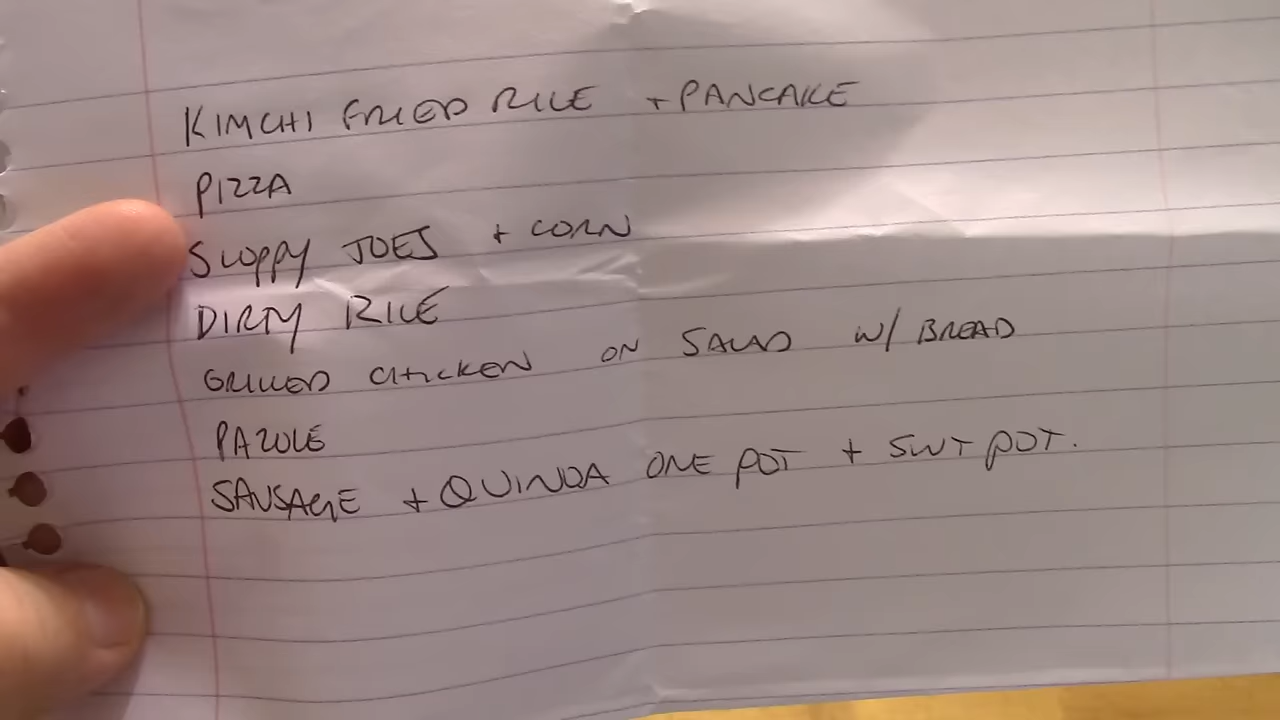 KIMCHI FRIED RICE + PANCAKE
PIZZA
SLOPPY JOES + CORN
DIRTY RICE
GRILLED CHICKEN ON SALAD W/ BREAD
PAZOLE
SAUSAGE + QUINOA ONE POT + SWT POT.